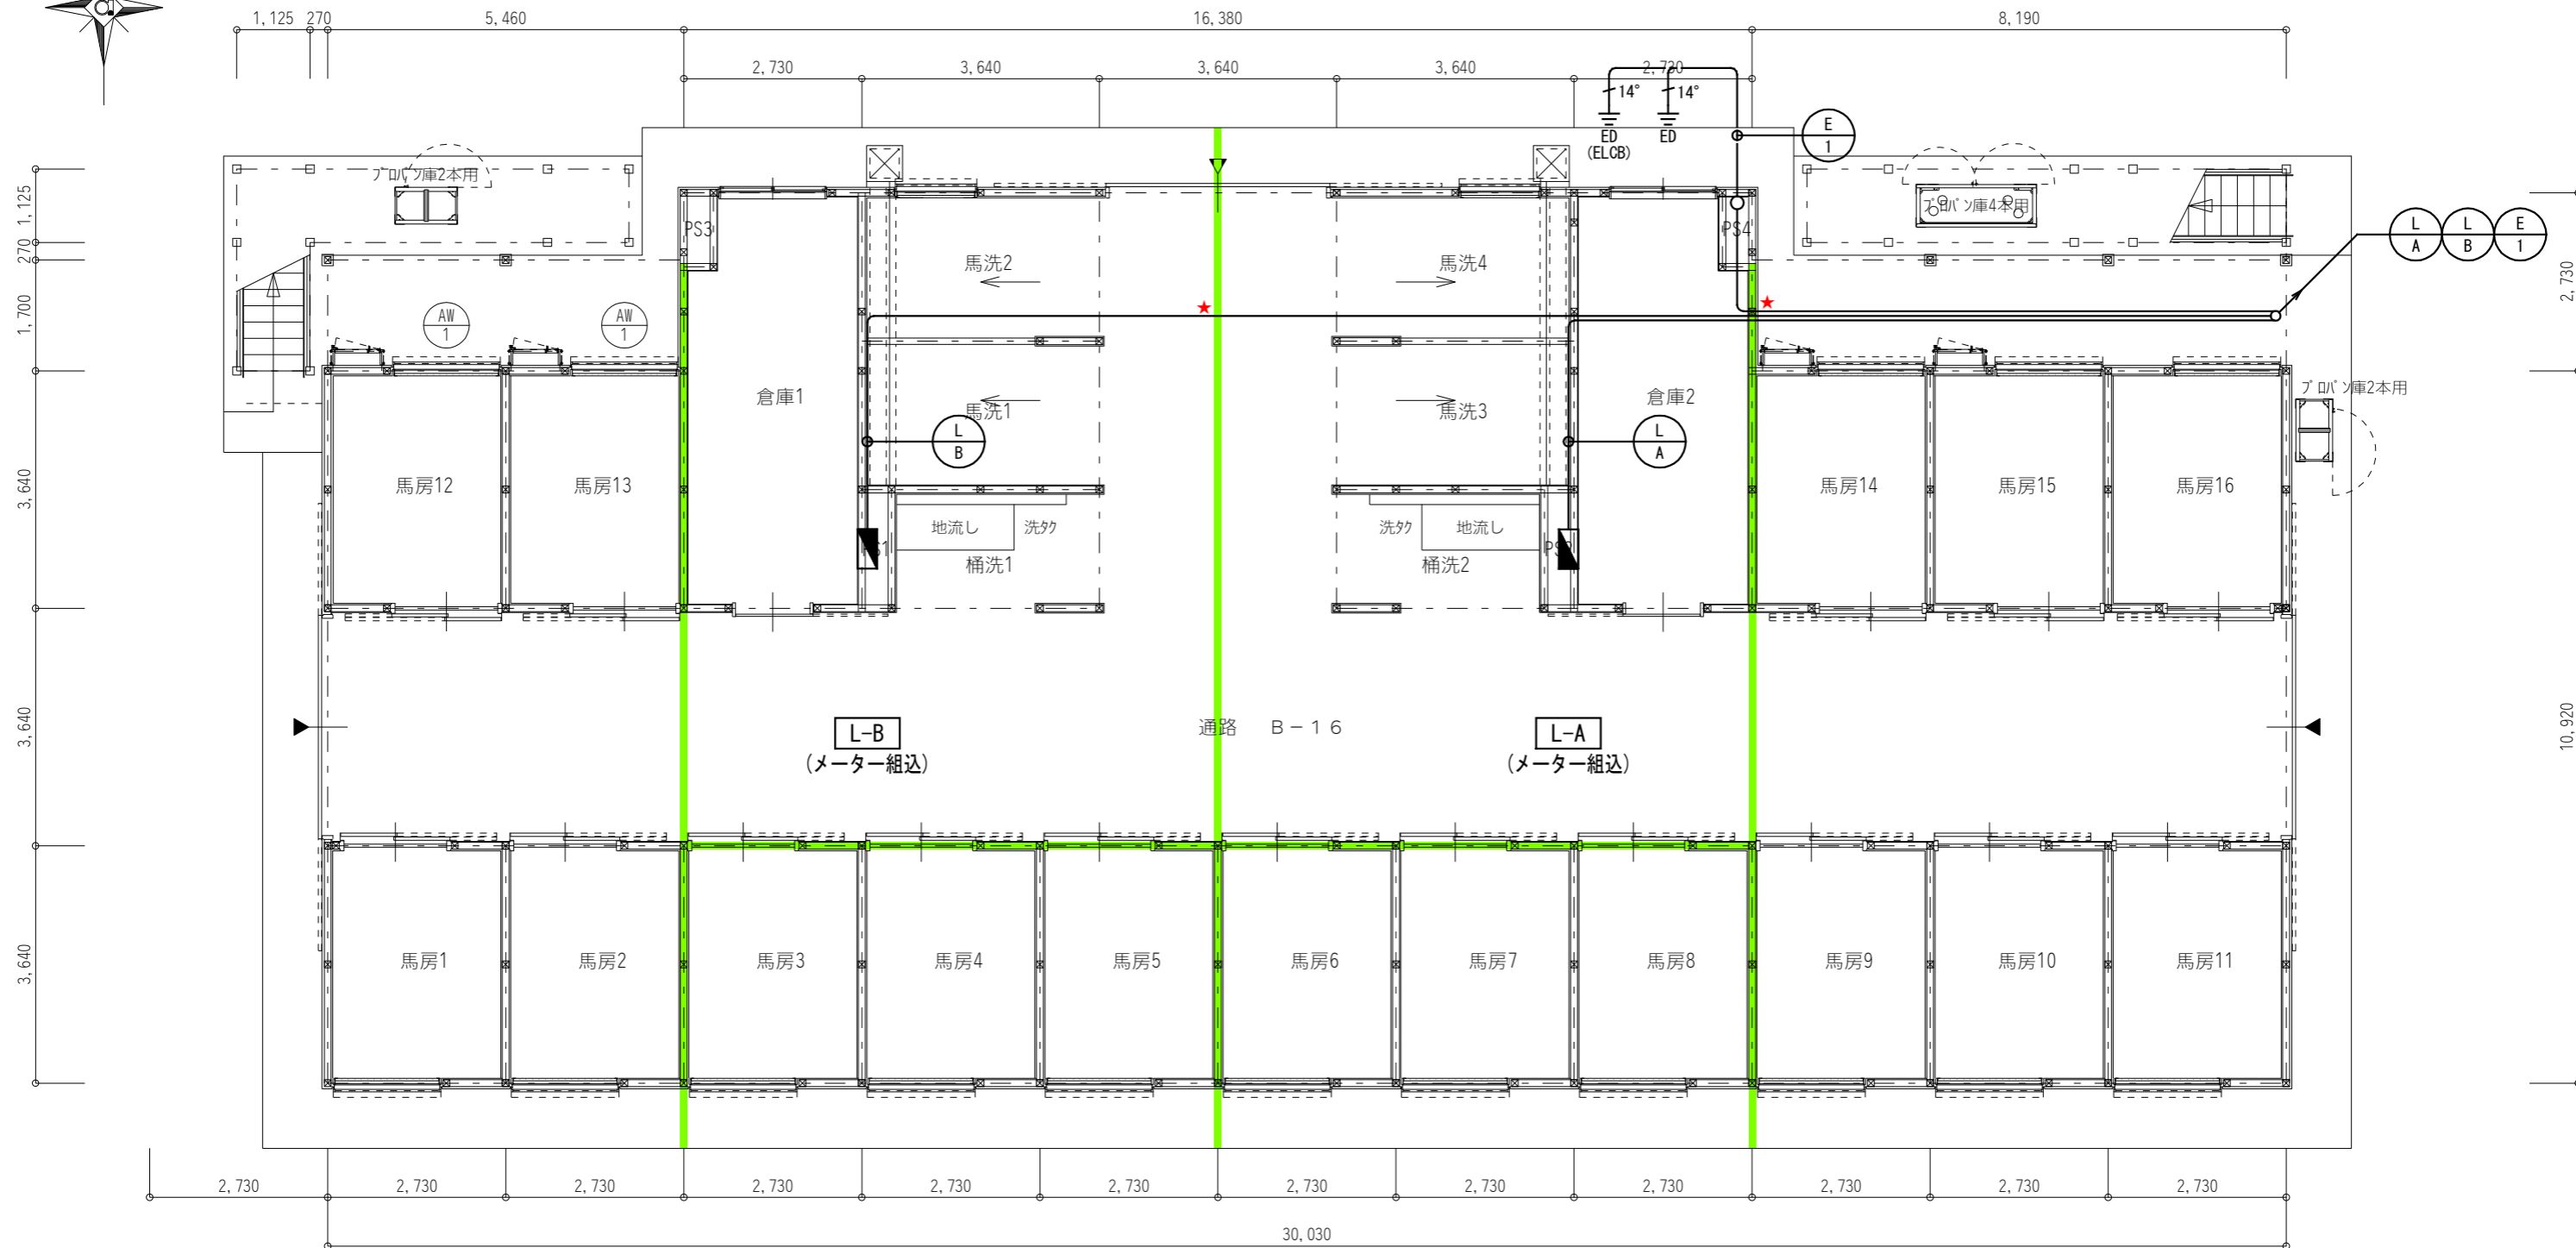 1,125 270 5,460 16,380 8,190
2,730 3,640 3,640 3,640 2,730
14° 14°
ED ED
(ELCB)
E
1
プロパン庫2本用
プロパン庫4本用
PS3
PS4
L L E
A B 1
1,125
270
1,700
3,640
3,640
3,640
2,730
10,920
馬洗2
馬洗4
AW AW
1 1
倉庫1
馬洗1
馬洗3
倉庫2
プロパン庫2本用
L
B
L
A
馬房12
馬房13
馬房14
馬房15
馬房16
地流し 洗タク
洗タク 地流し
桶洗1
桶洗2
L-B
(メーター組込)
通路 B-16
L-A
(メーター組込)
馬房1
馬房2
馬房3
馬房4
馬房5
馬房6
馬房7
馬房8
馬房9
馬房10
馬房11
2,730 2,730 2,730 2,730 2,730 2,730 2,730 2,730 2,730 2,730 2,730 2,730
30,030